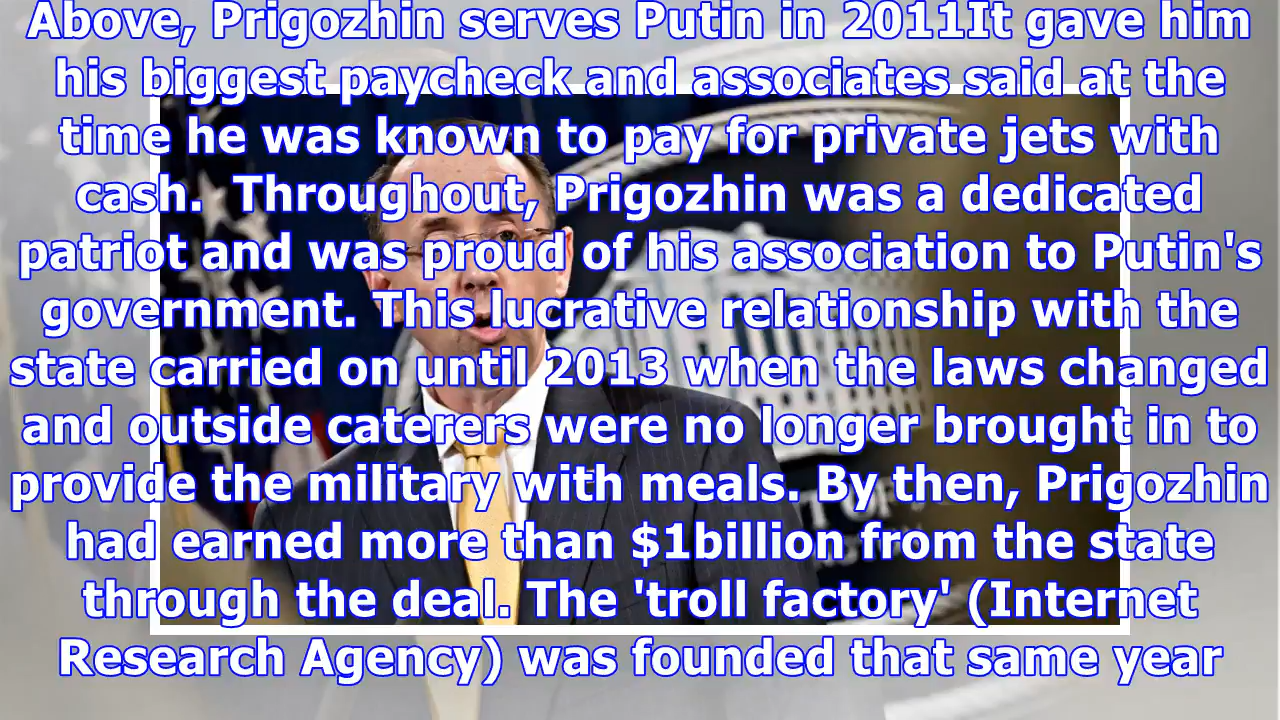 Above, Prigozhin serves Putin in 2011It gave him
his biggest paycheck and associates said at the
time he was known to pay for private jets with
cash.  Throughout, Prigozhin was a dedicated
patriot and was proud of his association to Putin's
government. This lucrative relationship with the
state carried on until 2013 when the laws changed
and outside caterers were no longer brought in to
provide the military with meals. By then, Prigozhin
had earned more than $1billion from the state
through the deal. The 'troll factory' (Internet
Research Agency) was founded that same year